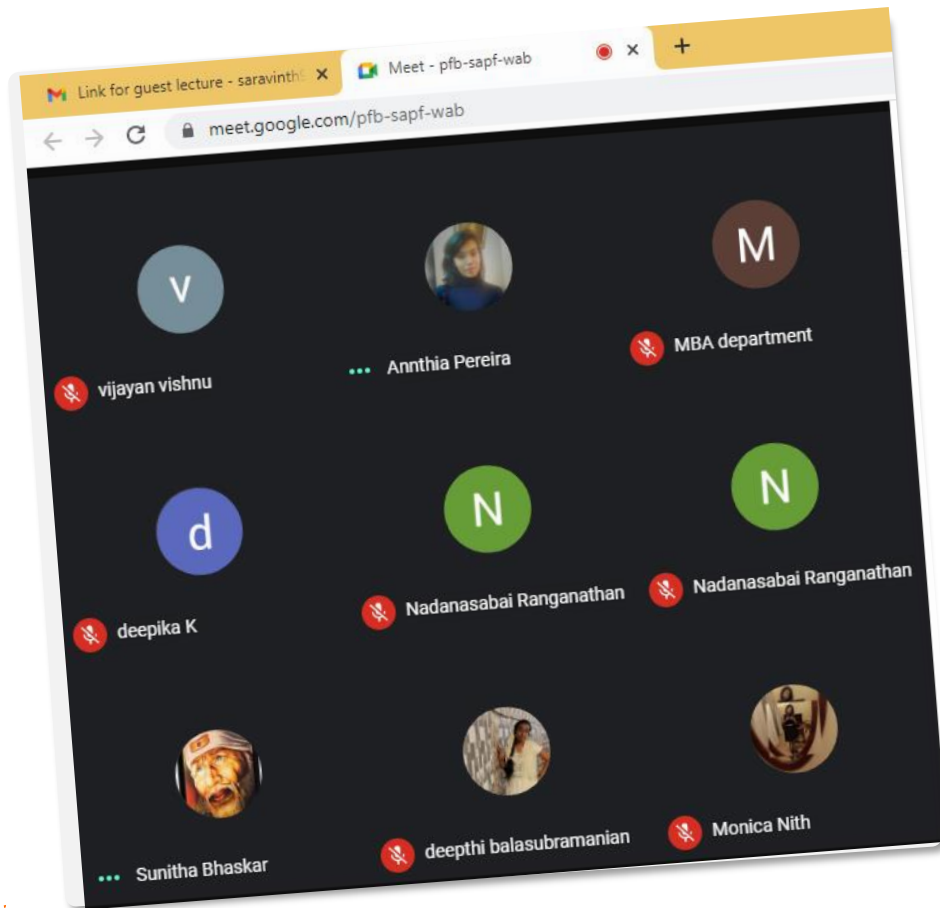 Link for guest lecture - saravinth
Meet - pfb-sapf-wab
meet.google.com/pfb-sapf-wab
V
M
vijayan vishnu
Annthia Pereira
MBA department
d
N
N
deepika K
Nadanasabai Ranganathan
Nadanasabai Ranganathan
Sunitha Bhaskar
deepthi balasubramanian
Monica Nith